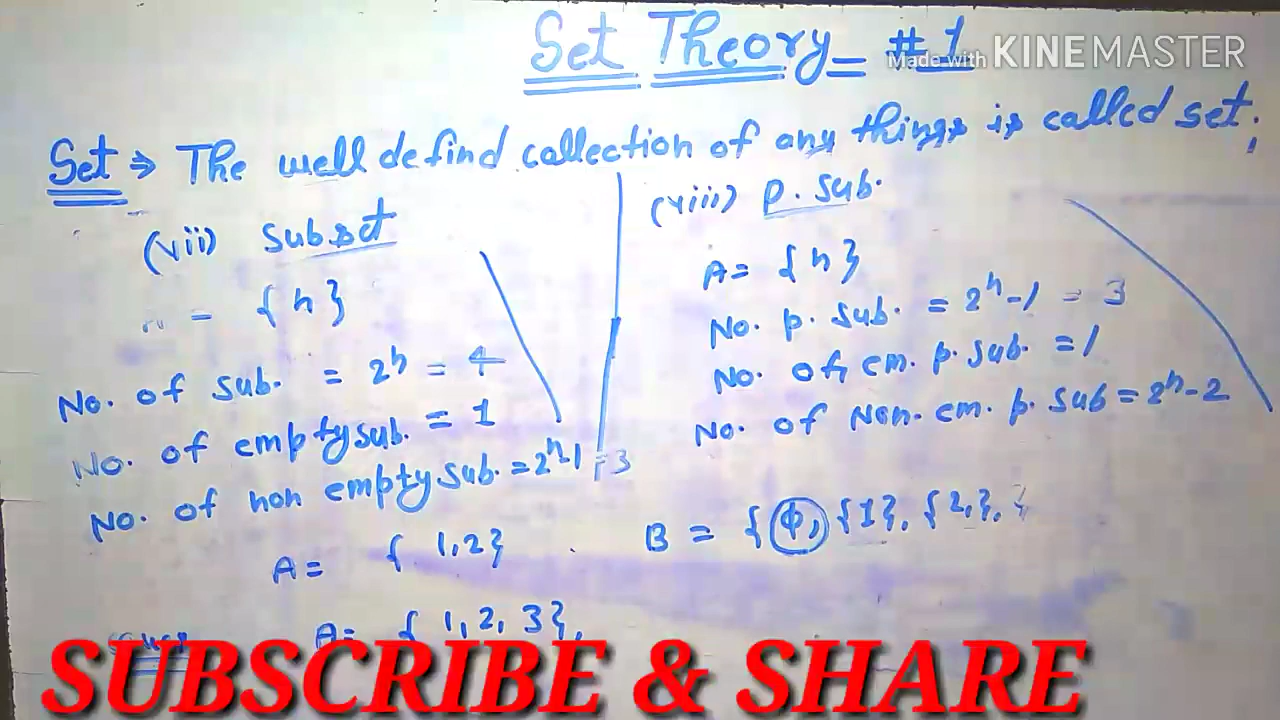 Set Theory #1
Made with KINEMASTER
Set ⇒ The well defind collection of any things is called set.
(vii) subset
= {n}
No. of sub. = 2ⁿ = 4
No. of empty sub. = 1
No. of non empty sub. = 2ⁿ-1 = 3
A = { 1,2}
A = { 1, 2, 3},
(viii) p. sub.
A = {n}
No. p. sub. = 2ⁿ-1 = 3
No. of em. p. sub. = 1
No. of Non. em. p. sub = 2ⁿ-2
B = {ϕ, {1}, {2,}, }
SUBSCRIBE & SHARE